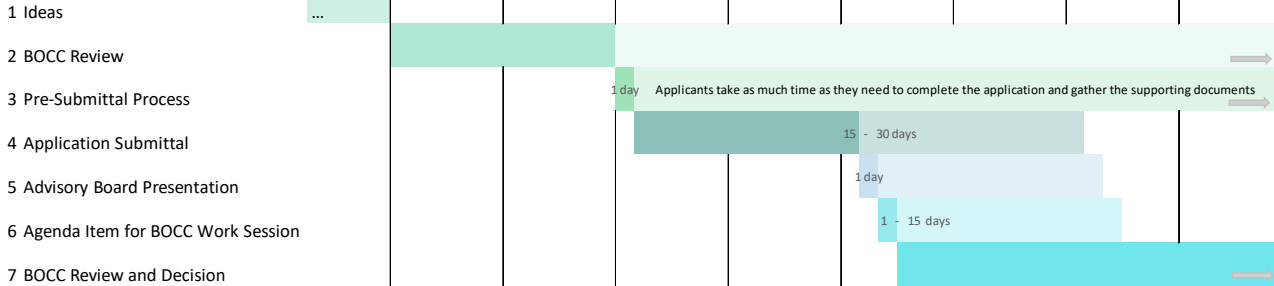 1 Ideas ...
2 BOCC Review
3 Pre-Submittal Process 1 day Applicants take as much time as they need to complete the application and gather the supporting documents
4 Application Submittal 15 - 30 days
5 Advisory Board Presentation 1 day
6 Agenda Item for BOCC Work Session 1 - 15 days
7 BOCC Review and Decision